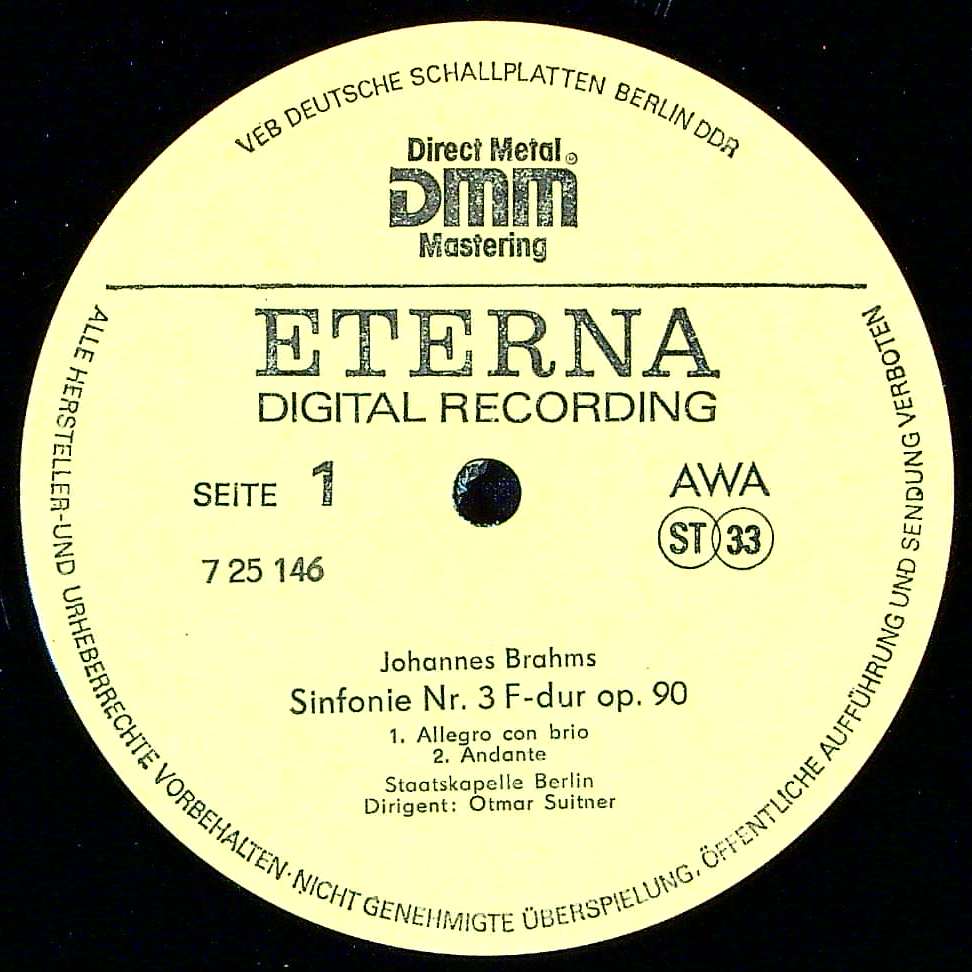 VEB DEUTSCHE SCHALLPLATTEN BERLIN DDR
Direct Metal
DMM
Mastering
ETERNA
DIGITAL RECORDING
SEITE 1
AWA
ST 33
7 25 146
Johannes Brahms
Sinfonie Nr. 3 F-dur op. 90
1. Allegro con brio
2. Andante
Staatskapelle Berlin
Dirigent: Otmar Suitner
ALLE HERSTELLER-UND URHEBERRECHTE VORBEHALTEN·NICHT GENEHMIGTE ÜBERSPIELUNG, ÖFFENTLICHE AUFFÜHRUNG UND SENDUNG VERBOTEN